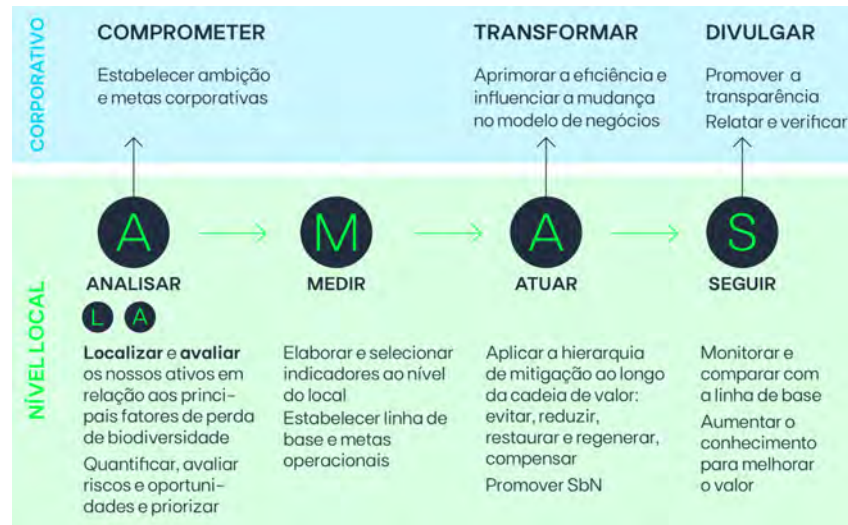 CORPORATIVO
COMPROMETER
Estabelecer ambição
e metas corporativas
TRANSFORMAR
Aprimorar a eficiência e
influenciar a mudança
no modelo de negócios
DIVULGAR
Promover a
transparência
Relatar e verificar
NÍVEL LOCAL
A
ANALISAR
L A
Localizar e avaliar
os nossos ativos em
relação aos princi-
pais fatores de perda
de biodiversidade
Quantificar, avaliar
riscos e oportuni-
dades e priorizar
M
MEDIR
Elaborar e selecionar
indicadores ao nível
do local
Estabelecer linha de
base e metas
operacionais
A
ATUAR
Aplicar a hierarquia
de mitigação ao longo
da cadeia de valor:
evitar, reduzir,
restaurar e regenerar,
compensar
Promover SbN
S
SEGUIR
Monitorar e
comparar com
a linha de base
Aumentar o
conhecimento
para melhorar
o valor